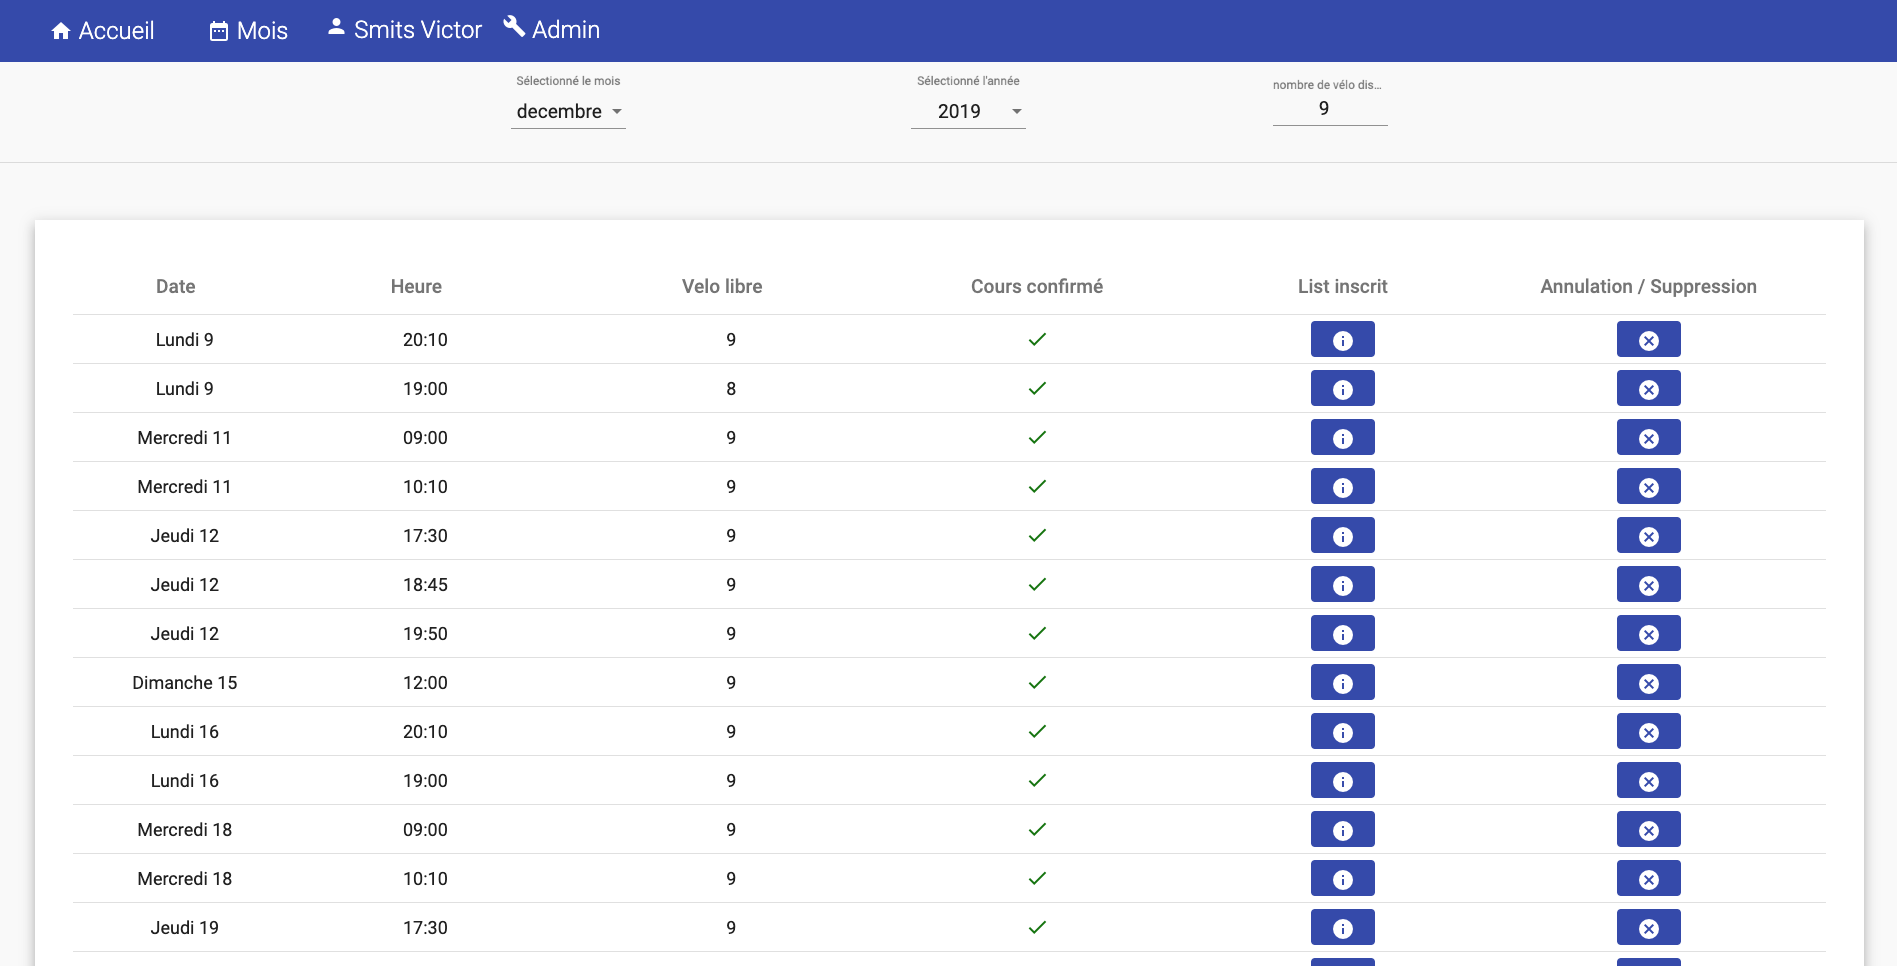 Accueil Mois Smits Victor Admin
Sélectionné le mois Sélectionné l'année nombre de vélo dis...
decembre 2019 9
Date Heure Velo libre Cours confirmé List inscrit Annulation / Suppression
Lundi 9 20:10 9
Lundi 9 19:00 8
Mercredi 11 09:00 9
Mercredi 11 10:10 9
Jeudi 12 17:30 9
Jeudi 12 18:45 9
Jeudi 12 19:50 9
Dimanche 15 12:00 9
Lundi 16 20:10 9
Lundi 16 19:00 9
Mercredi 18 09:00 9
Mercredi 18 10:10 9
Jeudi 19 17:30 9